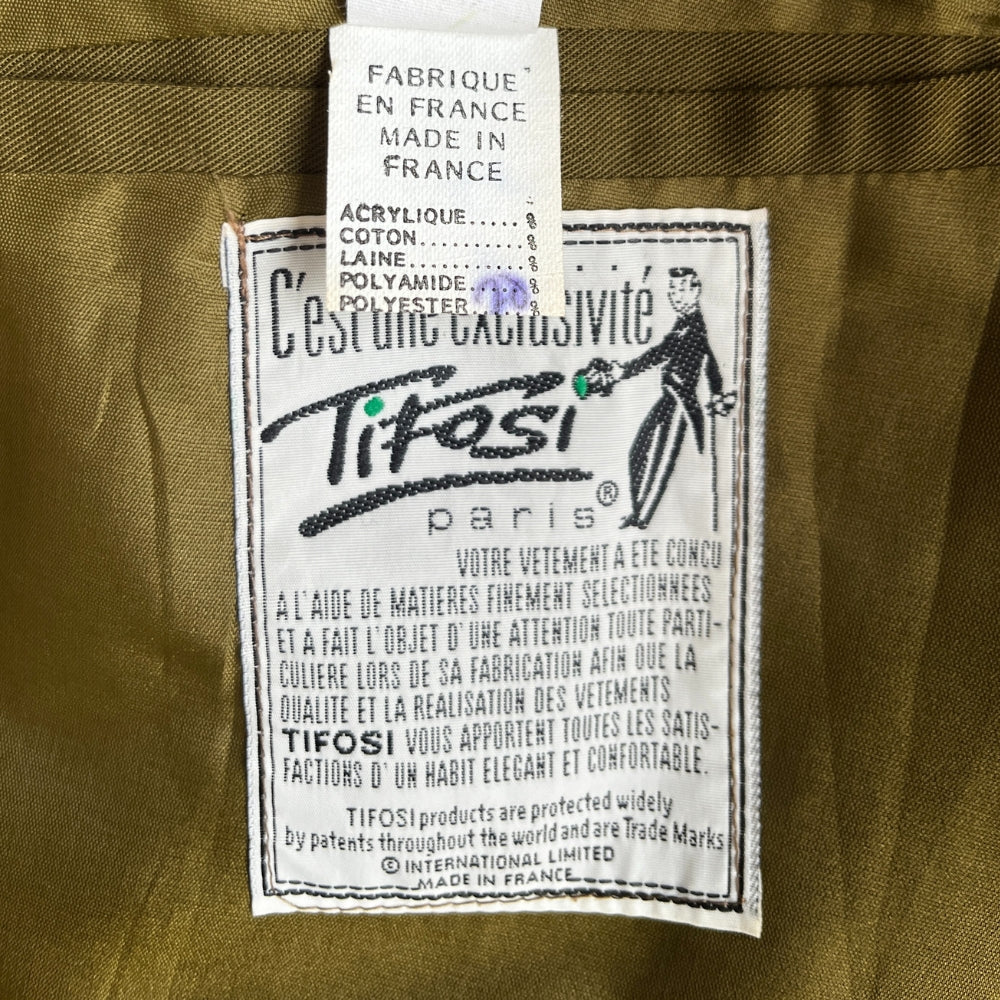 FABRIQUE
EN FRANCE
MADE IN
FRANCE
ACRYLIQUE.....%
COTON..........%
LAINE...........%
POLYAMIDE.....%
POLYESTER.....%
C'est une exclusivité
Tifosi
paris®
VOTRE VETEMENT A ETE CONCU
A L'AIDE DE MATIERES FINEMENT SELECTIONNEES
ET A FAIT L'OBJET D'UNE ATTENTION TOUTE PARTI-
CULIERE LORS DE SA FABRICATION AFIN QUE LA
QUALITE ET LA REALISATION DES VETEMENTS
TIFOSI VOUS APPORTENT TOUTES LES SATIS-
FACTIONS D'UN HABIT ELEGANT ET CONFORTABLE.
TIFOSI products are protected widely
by patents throughout the world and are Trade Marks
© INTERNATIONAL LIMITED
MADE IN FRANCE